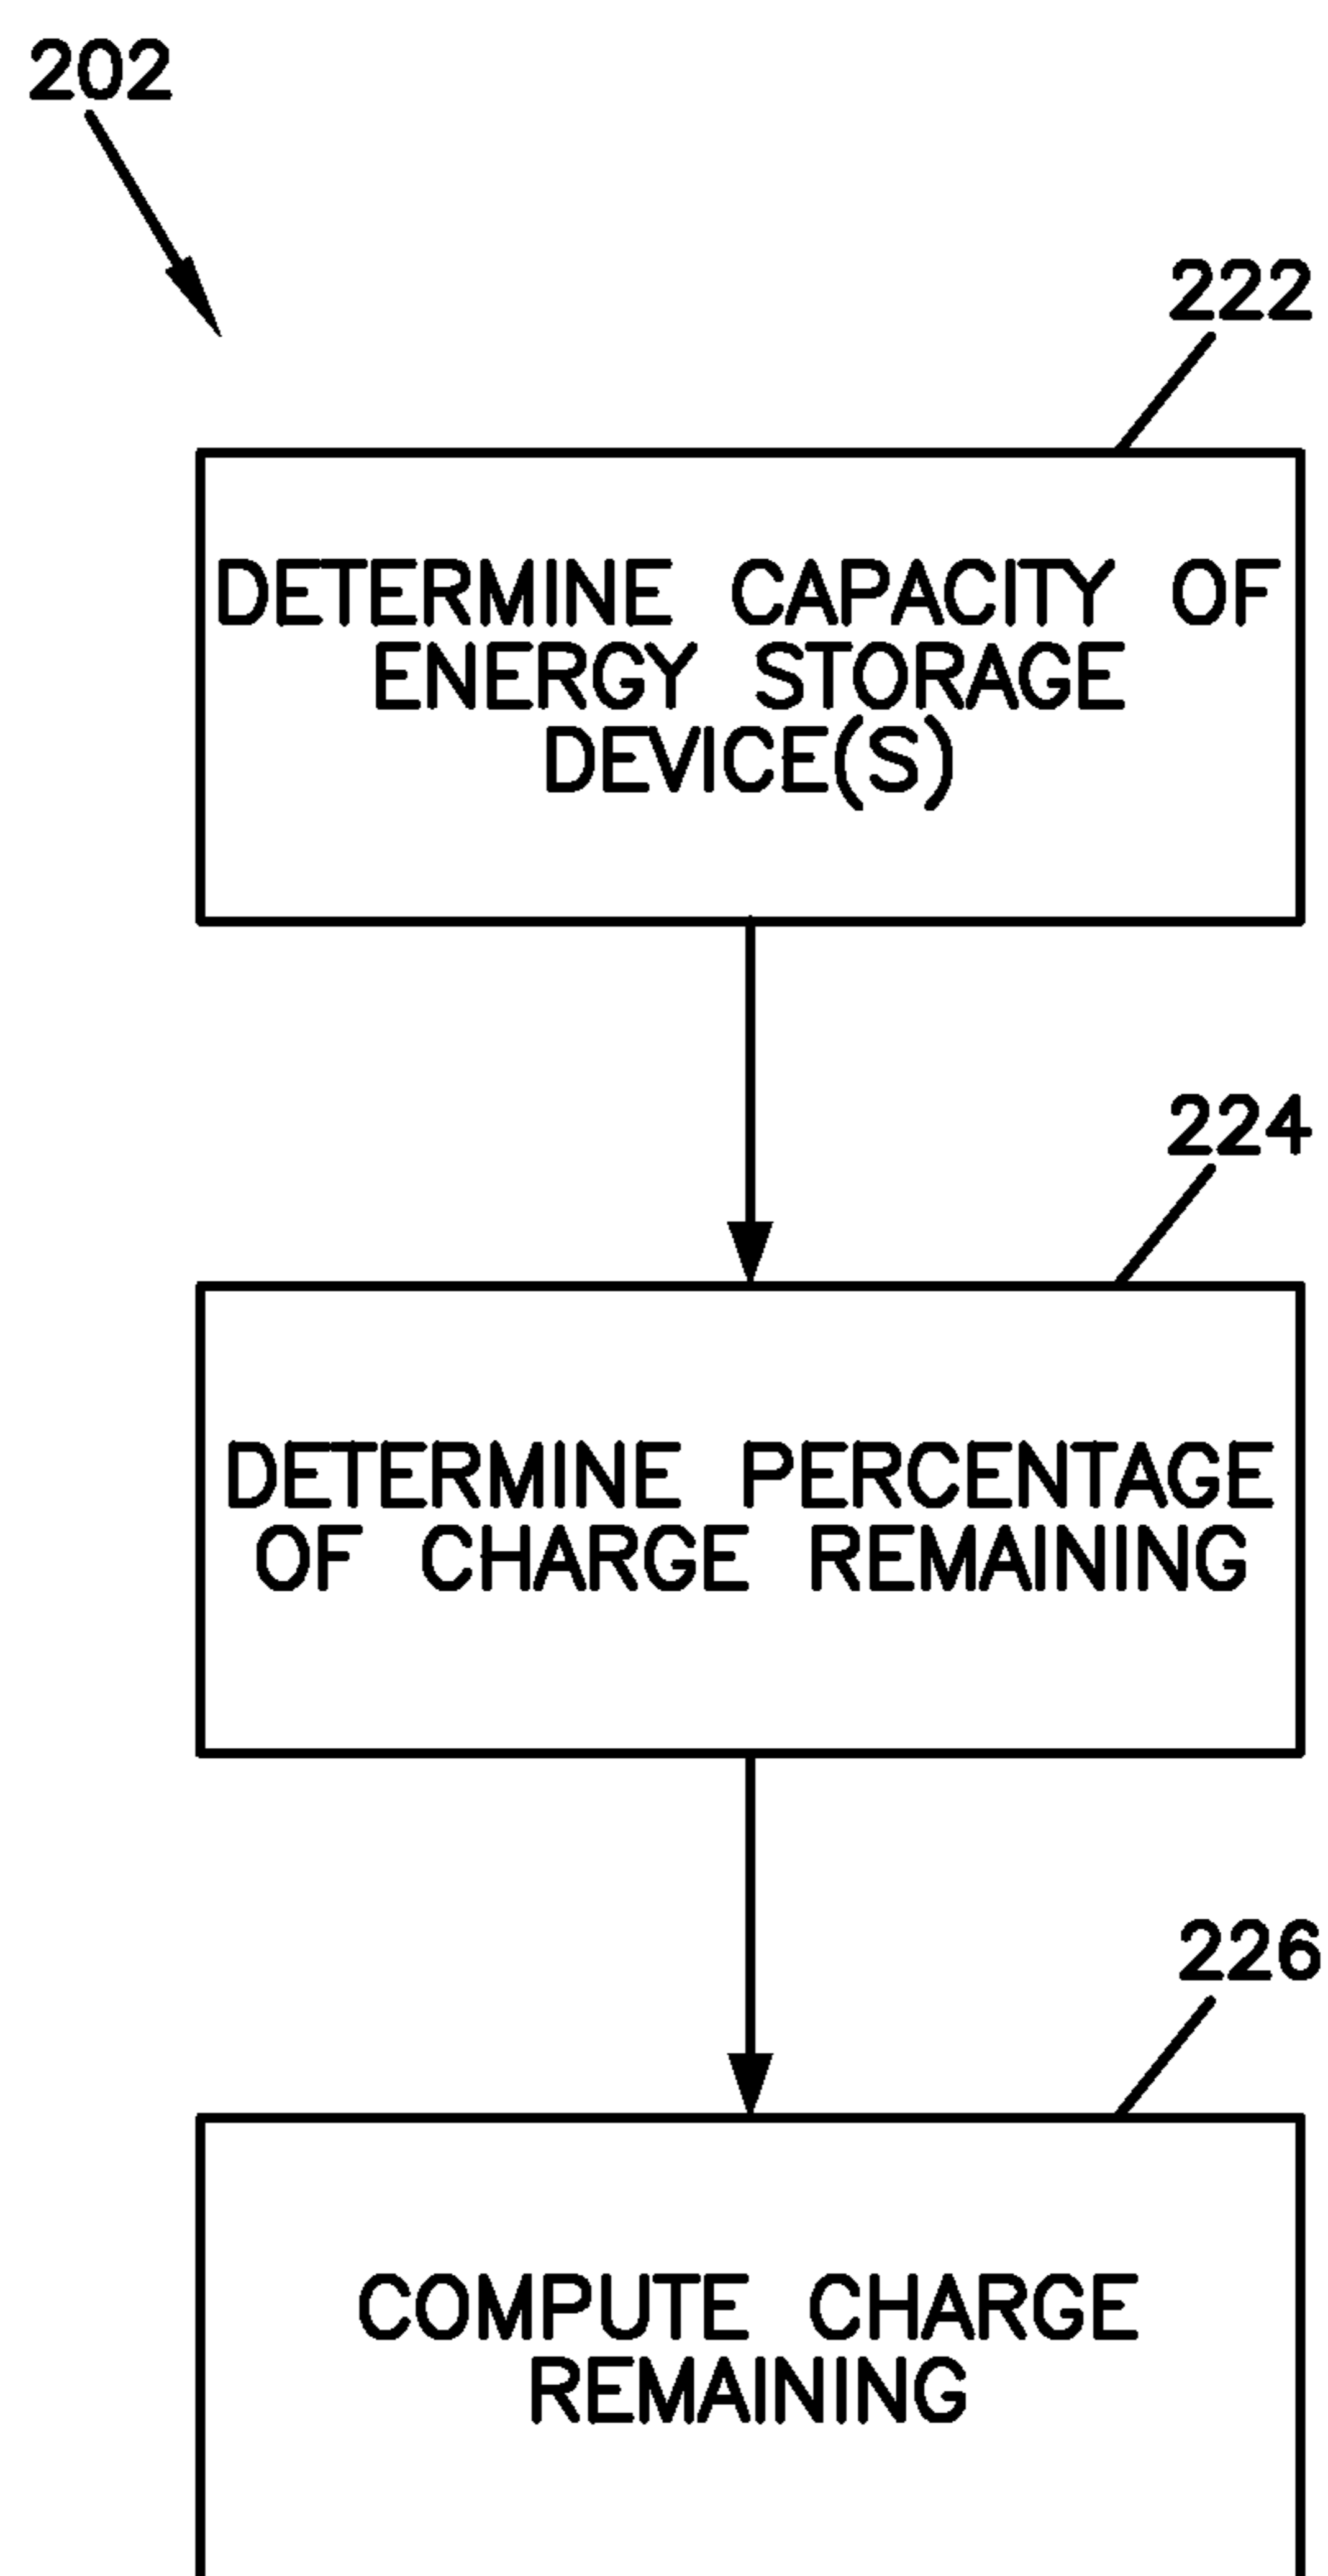 202
222
DETERMINE CAPACITY OF
ENERGY STORAGE
DEVICE(S)
224
DETERMINE PERCENTAGE
OF CHARGE REMAINING
226
COMPUTE CHARGE
REMAINING